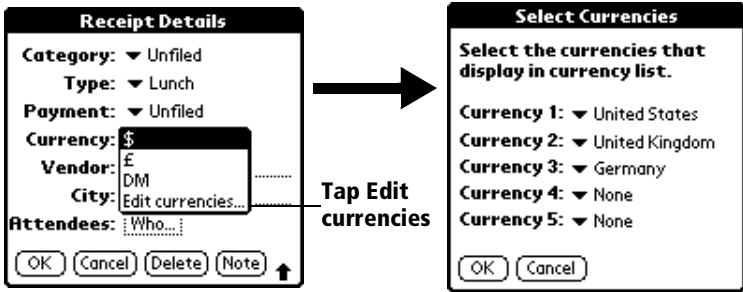 Receipt Details
Category: Unfiled
Type: Lunch
Payment: Unfiled
Currency: $
£
DM
Edit currencies...
Vendor:
City:
Attendees: Who...
OK Cancel Delete Note
Tap Edit
currencies
Select Currencies
Select the currencies that
display in currency list.
Currency 1: United States
Currency 2: United Kingdom
Currency 3: Germany
Currency 4: None
Currency 5: None
OK Cancel